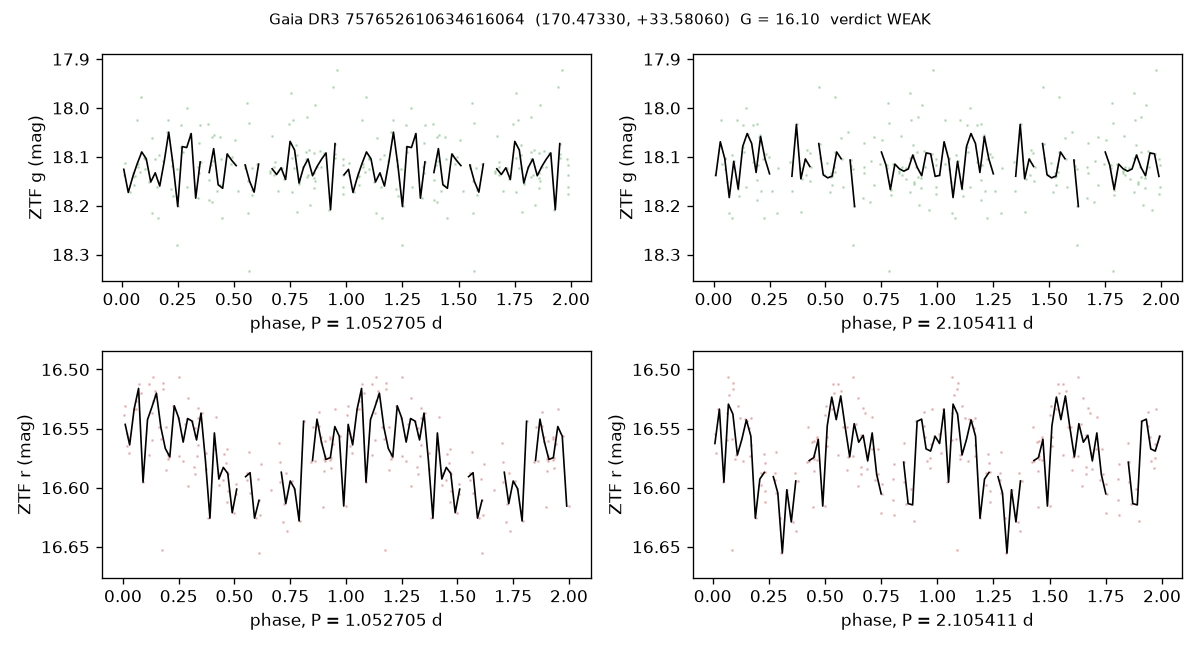 Gaia DR3 757652610634616064 (170.47330, +33.58060) G = 16.10 verdict WEAK
ZTF g (mag)
17.9
18.0
18.1
18.2
18.3
0.00 0.25 0.50 0.75 1.00 1.25 1.50 1.75 2.00
phase, P = 1.052705 d
ZTF g (mag)
17.9
18.0
18.1
18.2
18.3
0.00 0.25 0.50 0.75 1.00 1.25 1.50 1.75 2.00
phase, P = 2.105411 d
ZTF r (mag)
16.50
16.55
16.60
16.65
0.00 0.25 0.50 0.75 1.00 1.25 1.50 1.75 2.00
phase, P = 1.052705 d
ZTF r (mag)
16.50
16.55
16.60
16.65
0.00 0.25 0.50 0.75 1.00 1.25 1.50 1.75 2.00
phase, P = 2.105411 d